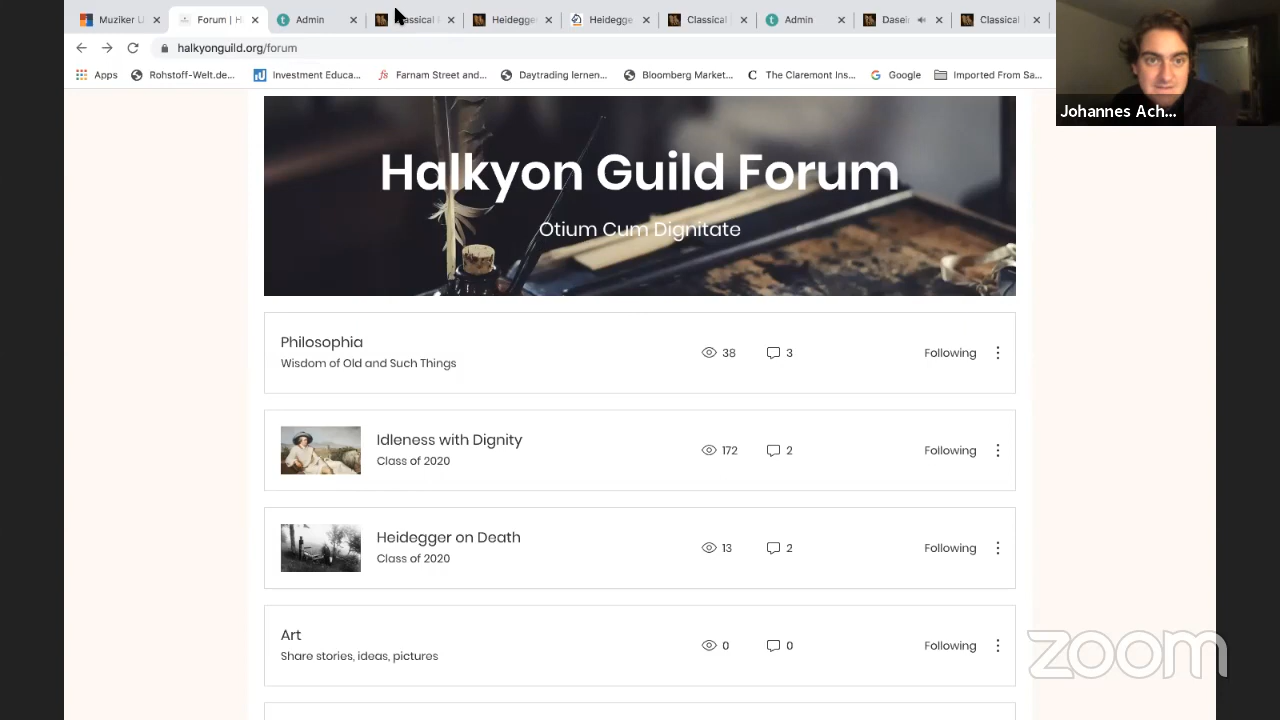 Muziker Li
Forum | H
Admin
Classical
Heidegge
Heidegge
Classical
Admin
Dasei
Classical
halkyonguild.org/forum
Apps
Rohstoff-Welt.de...
Investment Educa...
fs
Farnam Street and...
Daytrading lernen...
Bloomberg Market...
C
The Claremont Ins...
G
Google
Imported From Sa...
Johannes Ach...
Halkyon Guild Forum
Otium Cum Dignitate
Philosophia
Wisdom of Old and Such Things
38
3
Following
Idleness with Dignity
Class of 2020
172
2
Following
Heidegger on Death
Class of 2020
13
2
Following
Art
Share stories, ideas, pictures
0
0
Following
zoom